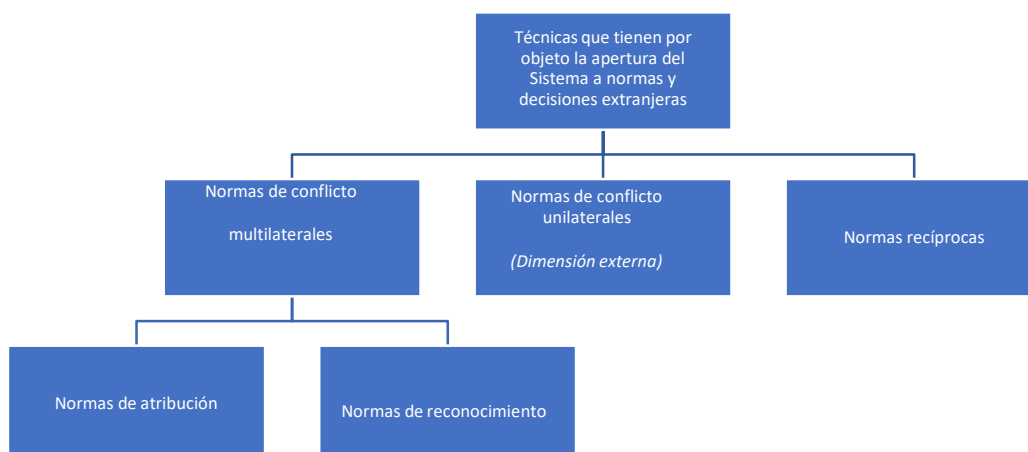 Técnicas que tienen por
objeto la apertura del
Sistema a normas y
decisiones extranjeras
Normas de conflicto
multilaterales
Normas de conflicto
unilaterales
(Dimensión externa)
Normas recíprocas
Normas de atribución
Normas de reconocimiento